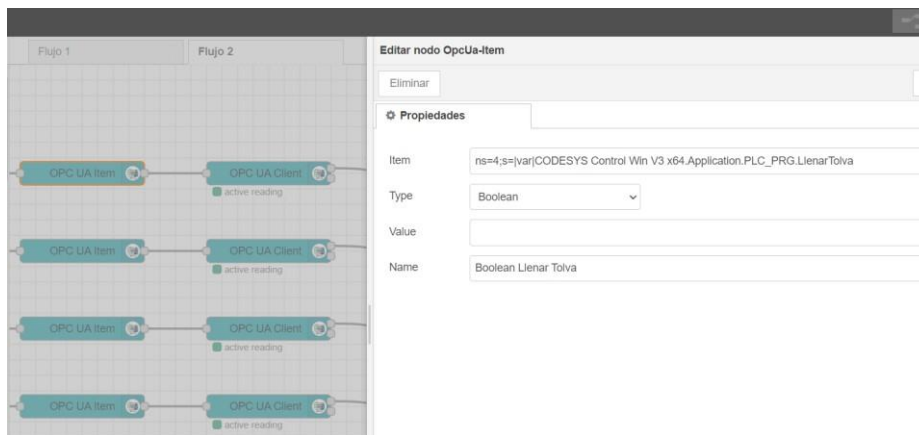 Flujo 1
Flujo 2
Editar nodo OpcUa-Item
Eliminar
Propiedades
Item
ns=4;s=|var|CODESYS Control Win V3 x64.Application.PLC_PRG.LlenarTolva
Type
Boolean
Value
Name
Boolean Llenar Tolva
OPC UA Item
OPC UA Client
active reading
OPC UA Item
OPC UA Client
active reading
OPC UA Item
OPC UA Client
active reading
OPC UA Item
OPC UA Client
active reading